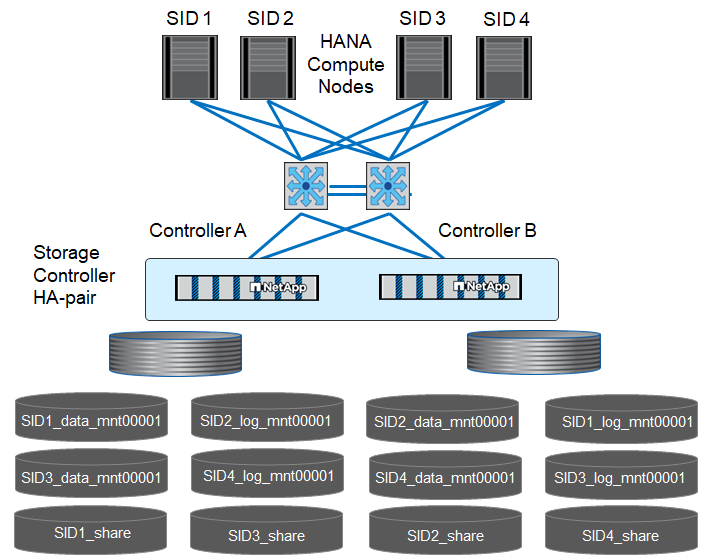 SID 1
SID 2
SID 3
SID 4
HANA
Compute
Nodes
Controller A
Controller B
Storage
Controller
HA-pair
NetApp
NetApp
SID1_data_mnt00001
SID2_log_mnt00001
SID2_data_mnt00001
SID1_log_mnt00001
SID3_data_mnt00001
SID4_log_mnt00001
SID4_data_mnt00001
SID3_log_mnt00001
SID1_share
SID3_share
SID2_share
SID4_share